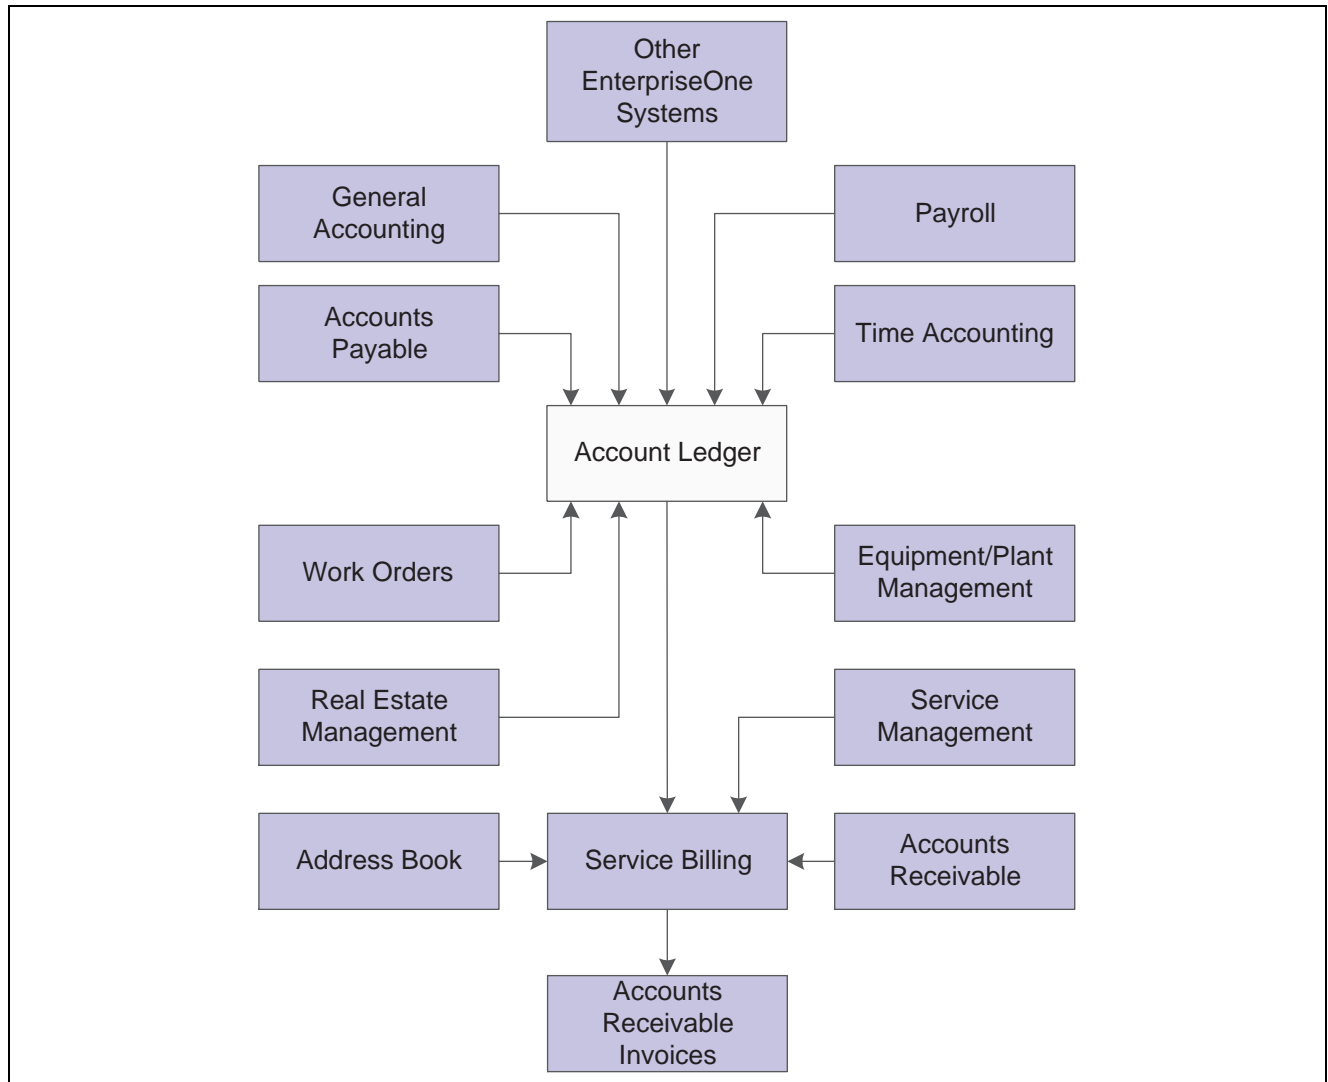 Other
EnterpriseOne
Systems
General
Accounting
Payroll
Accounts
Payable
Time Accounting
Account Ledger
Work Orders
Equipment/Plant
Management
Real Estate
Management
Service
Management
Address Book
Service Billing
Accounts
Receivable
Accounts
Receivable
Invoices